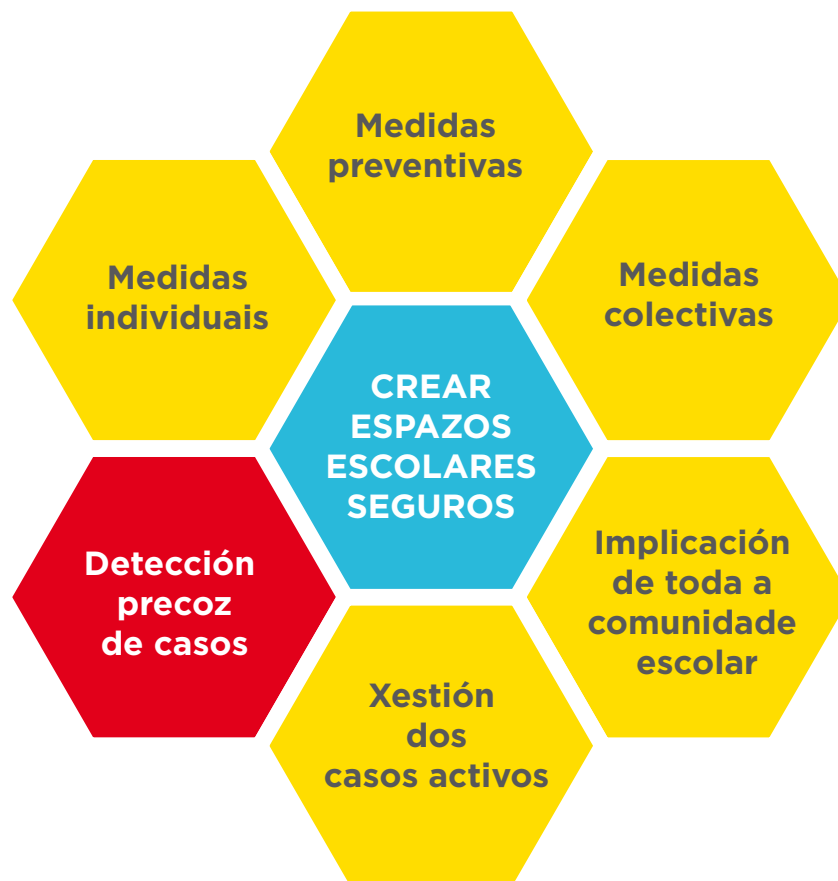 Medidas
preventivas
Medidas
individuais
Medidas
colectivas
CREAR
ESPAZOS
ESCOLARES
SEGUROS
Detección
precoz
de casos
Implicación
de toda a
comunidade
escolar
Xestión
dos
casos activos